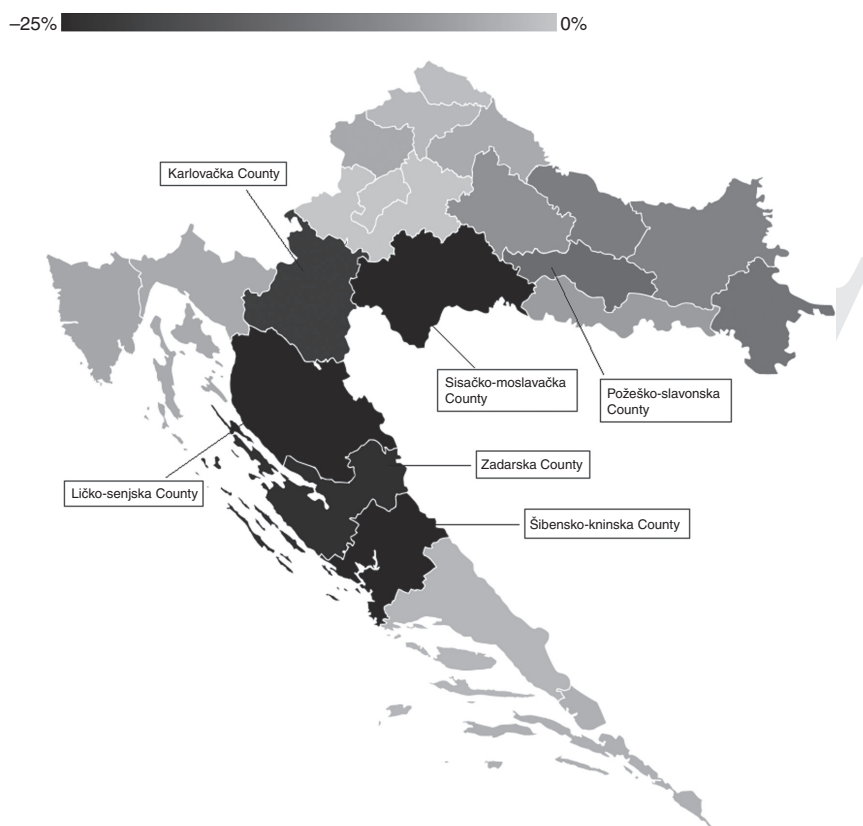 –25%
0%
Karlovačka County
Sisačko-moslavačka
County
Požeško-slavonska
County
Zadarska County
Ličko-senjska County
Šibensko-kninska County